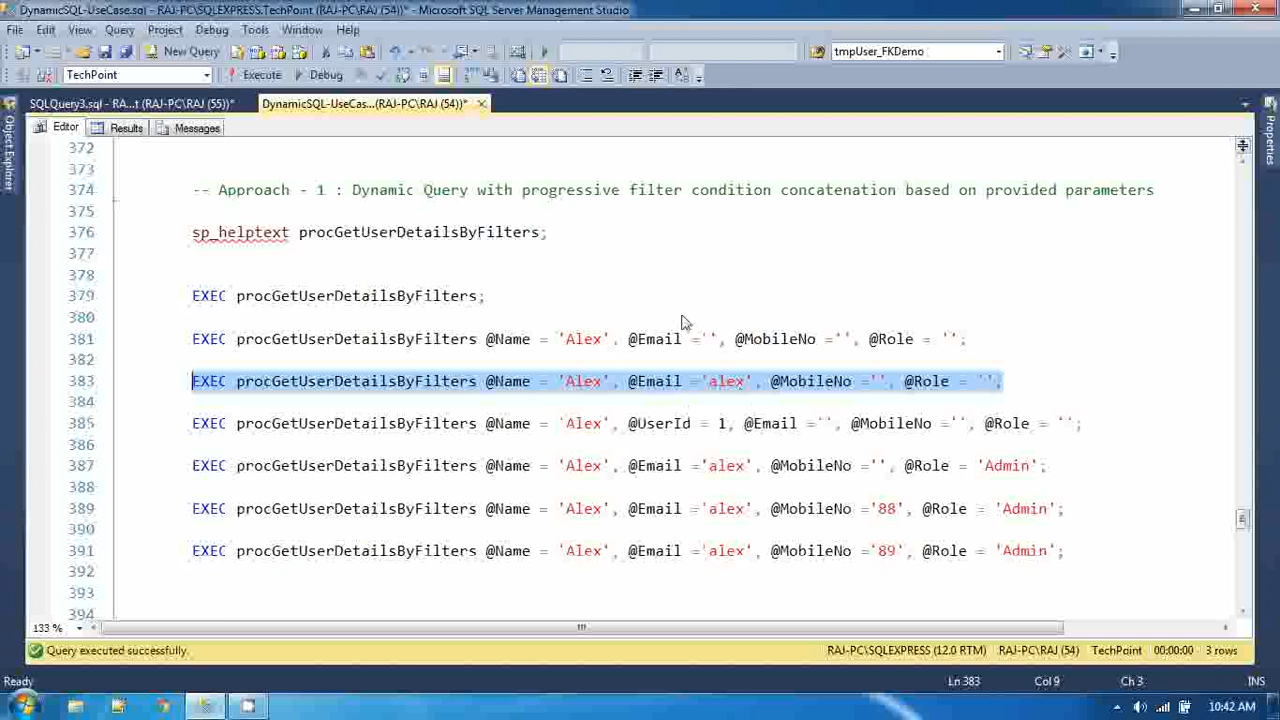 DynamicSQL-UseCase.sql - RAJ-PC\SQLEXPRESS.TechPoint (RAJ-PC\RAJ (54))* - Microsoft SQL Server Management Studio
File Edit View Query Project Debug Tools Window Help
New Query tmpUser_FKDemo
TechPoint Execute Debug
SQLQuery3.sql - RA...t (RAJ-PC\RAJ (55))* DynamicSQL-UseCas...(RAJ-PC\RAJ (54))*
Editor Results Messages
Object Explorer
Properties
372
373
374 -- Approach - 1 : Dynamic Query with progressive filter condition concatenation based on provided parameters
375
376 sp_helptext procGetUserDetailsByFilters;
377
378
379 EXEC procGetUserDetailsByFilters;
380
381 EXEC procGetUserDetailsByFilters @Name = 'Alex', @Email ='', @MobileNo ='', @Role = '';
382
383 EXEC procGetUserDetailsByFilters @Name = 'Alex', @Email ='alex', @MobileNo ='', @Role = '';
384
385 EXEC procGetUserDetailsByFilters @Name = 'Alex', @UserId = 1, @Email ='', @MobileNo ='', @Role = '';
386
387 EXEC procGetUserDetailsByFilters @Name = 'Alex', @Email ='alex', @MobileNo ='', @Role = 'Admin';
388
389 EXEC procGetUserDetailsByFilters @Name = 'Alex', @Email ='alex', @MobileNo ='88', @Role = 'Admin';
390
391 EXEC procGetUserDetailsByFilters @Name = 'Alex', @Email ='alex', @MobileNo ='89', @Role = 'Admin';
392
393
394
133 %
Query executed successfully. RAJ-PC\SQLEXPRESS (12.0 RTM) RAJ-PC\RAJ (54) TechPoint 00:00:00 3 rows
Ready Ln 383 Col 9 Ch 3 INS
10:42 AM